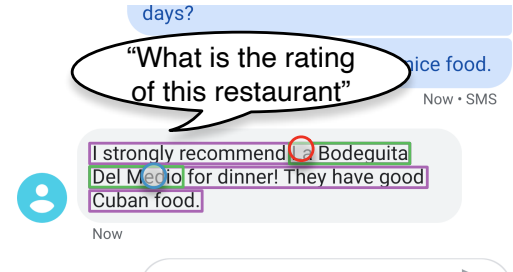 days?
“What is the rating
of this restaurant”
nice food.
Now • SMS
I strongly recommend La Bodeguita
Del Medio for dinner! They have good
Cuban food.
Now